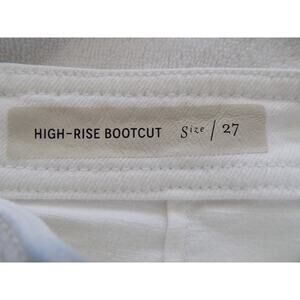 HIGH-RISE BOOTCUT Size / 27